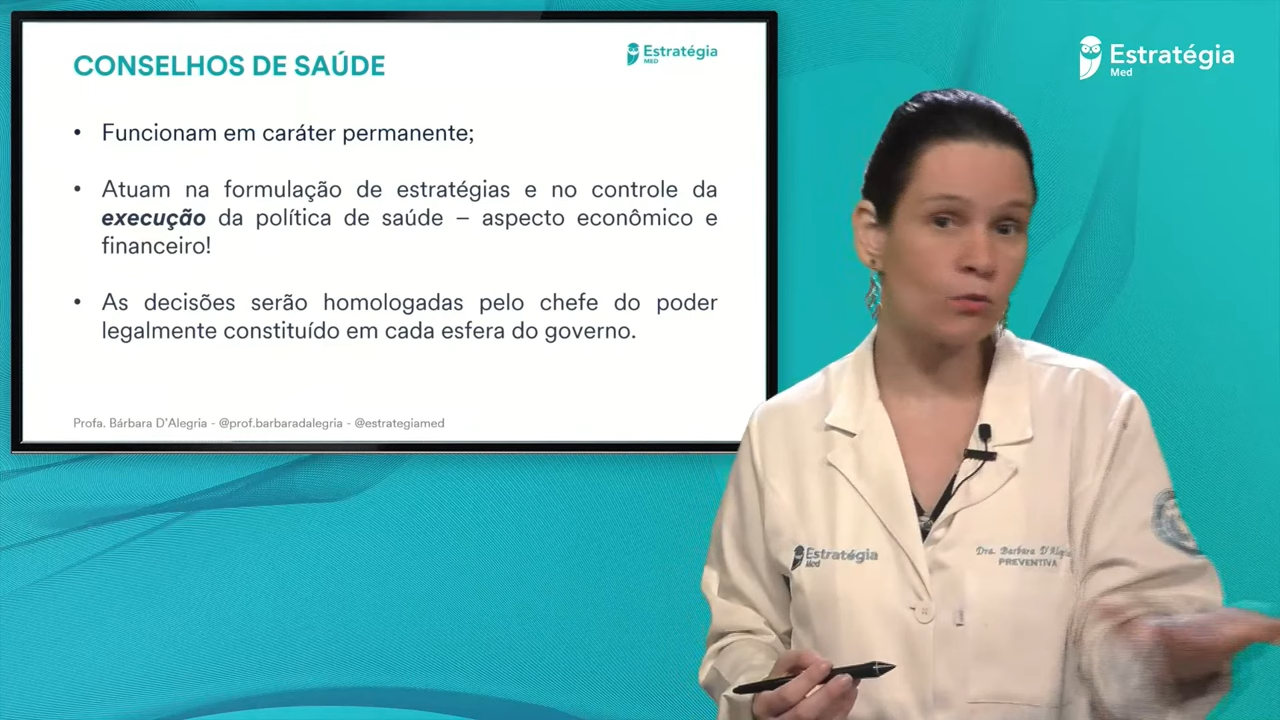 CONSELHOS DE SAÚDE
Estratégia
MED
• Funcionam em caráter permanente;
• Atuam na formulação de estratégias e no controle da
execução da política de saúde – aspecto econômico e
financeiro!
• As decisões serão homologadas pelo chefe do poder
legalmente constituído em cada esfera do governo.
Profa. Bárbara D'Alegria - @prof.barbaradalegria - @estrategiamed
Estratégia
Med
Estratégia
Med
Dra. Barbara
PREVENTIVA